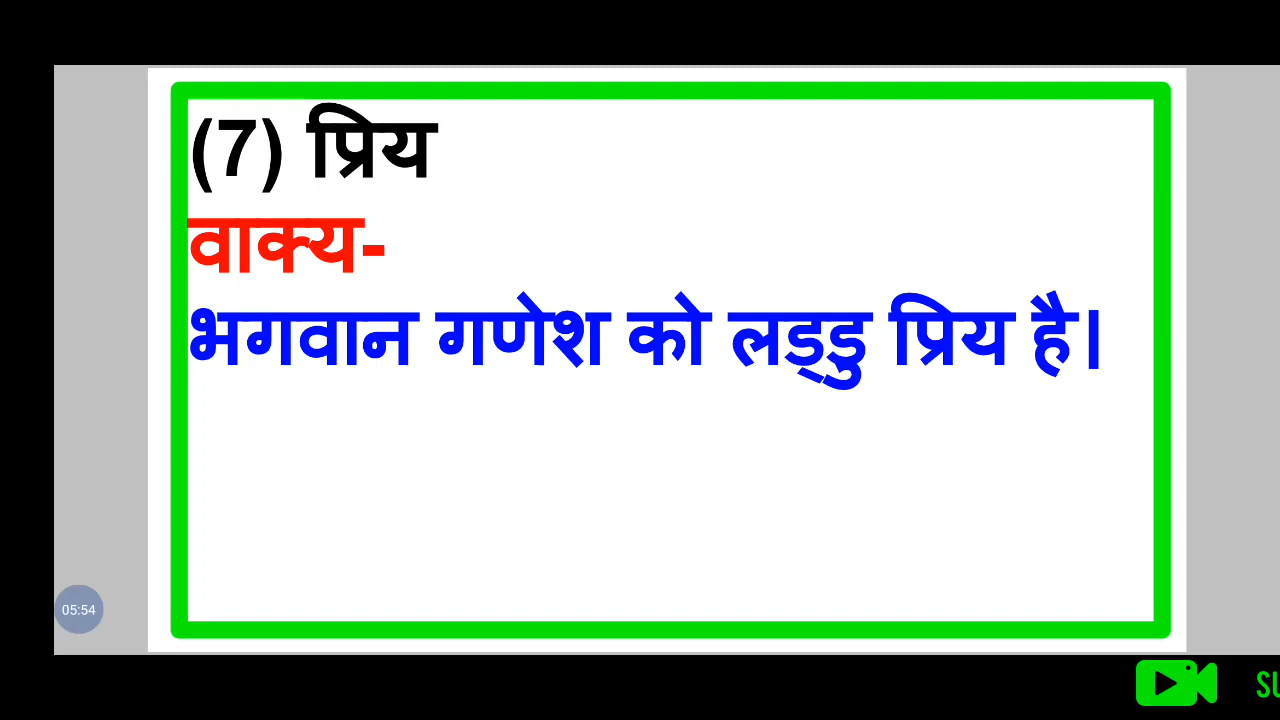 (7) प्रिय
वाक्य-
भगवान गणेश को लड्डु प्रिय है।
05:54